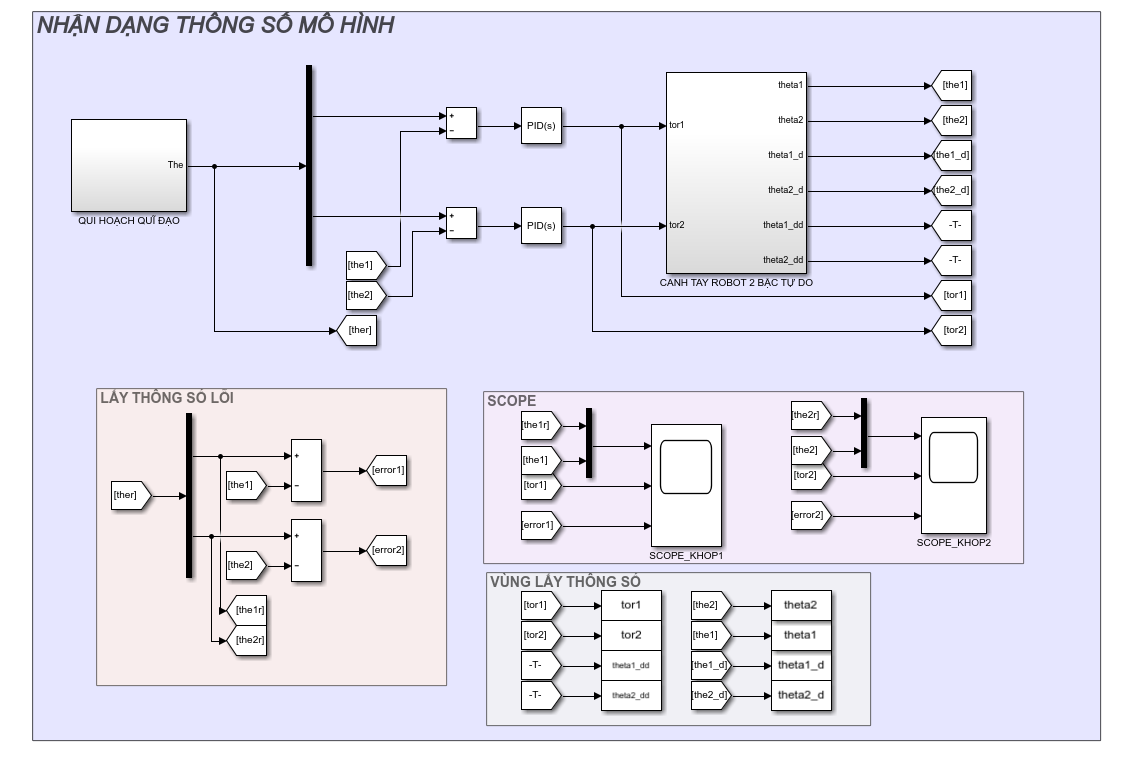 NHẬN DẠNG THÔNG SỐ MÔ HÌNH
The
QUI HOẠCH QUĨ ĐẠO
+
−
PID(s)
+
−
PID(s)
[the1]
[the2]
[ther]
tor1
tor2
theta1
theta2
theta1_d
theta2_d
theta1_dd
theta2_dd
CANH TAY ROBOT 2 BẬC TỰ DO
[the1]
[the2]
[the1_d]
[the2_d]
-T-
-T-
[tor1]
[tor2]
LẤY THÔNG SỐ LỖI
[ther]
[the1]
+
−
[error1]
[the2]
+
−
[error2]
[the1r]
[the2r]
SCOPE
[the1r]
[the1]
[tor1]
[error1]
SCOPE_KHOP1
[the2r]
[the2]
[tor2]
[error2]
SCOPE_KHOP2
VÙNG LẤY THÔNG SỐ
[tor1] tor1
[tor2] tor2
-T- theta1_dd
-T- theta2_dd
[the2] theta2
[the1] theta1
[the1_d] theta1_d
[the2_d] theta2_d